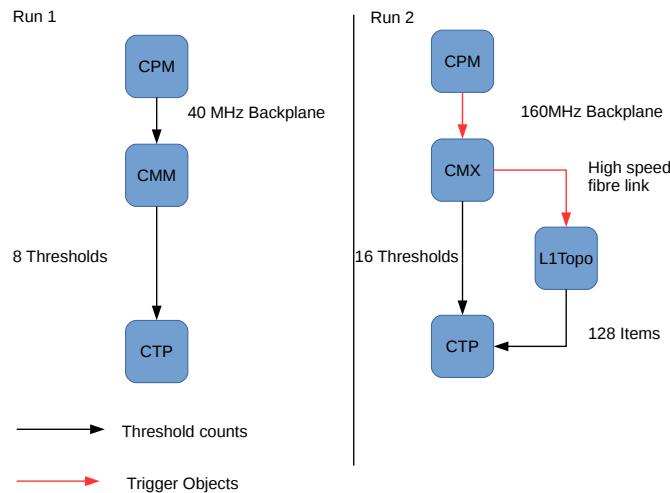 Run 1
CPM
40 MHz Backplane
CMM
8 Thresholds
CTP
Run 2
CPM
160MHz Backplane
CMX
High speed
fibre link
16 Thresholds
L1Topo
128 Items
CTP
Threshold counts
Trigger Objects